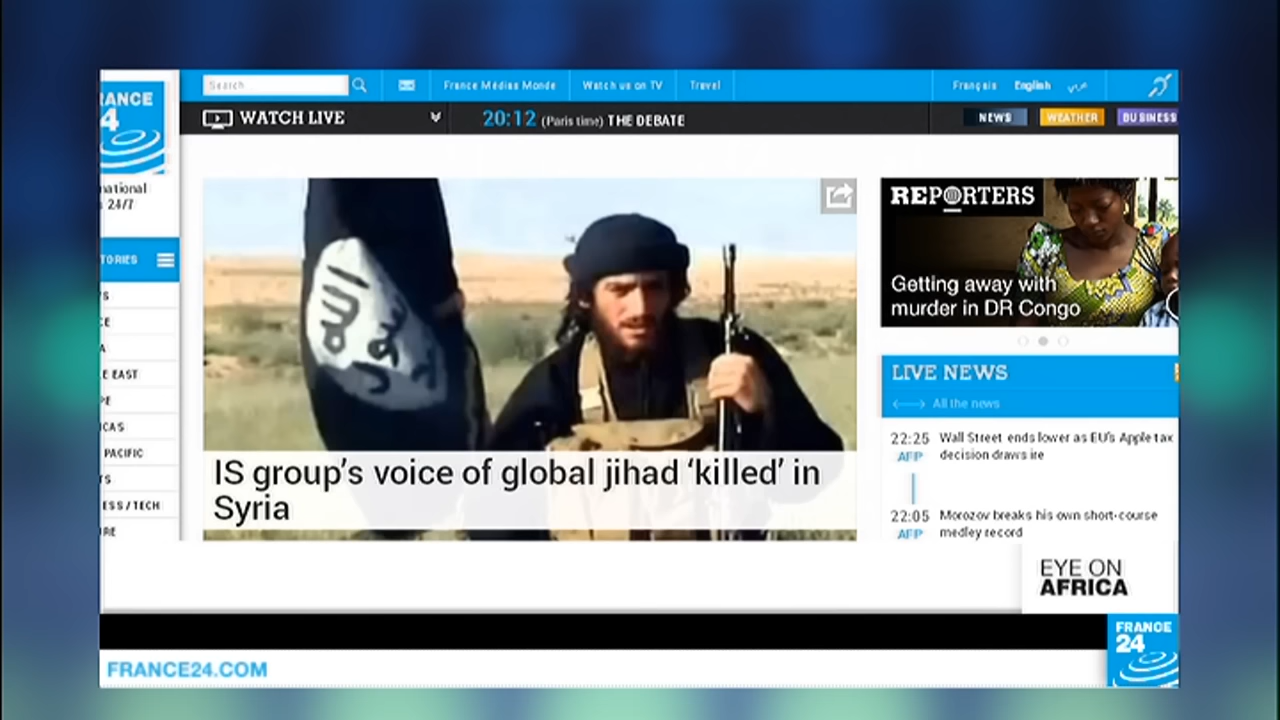 RANCE
4
national
24/7
TORIES
E EAST
PE
ICAS
PACIFIC
ESS / TECH
Search
France Médias Monde
Watch us on TV
Travel
Français
English
WATCH LIVE
20:12 (Paris time) THE DEBATE
NEWS
WEATHER
BUSINESS
IS group's voice of global jihad ‘killed’ in
Syria
REPORTERS
Getting away with
murder in DR Congo
LIVE NEWS
All the news
22:25 Wall Street ends lower as EU's Apple tax
AFP decision draws ire
22:05 Morozov breaks his own short-course
AFP medley record
EYE ON
AFRICA
FRANCE
24
FRANCE24.COM